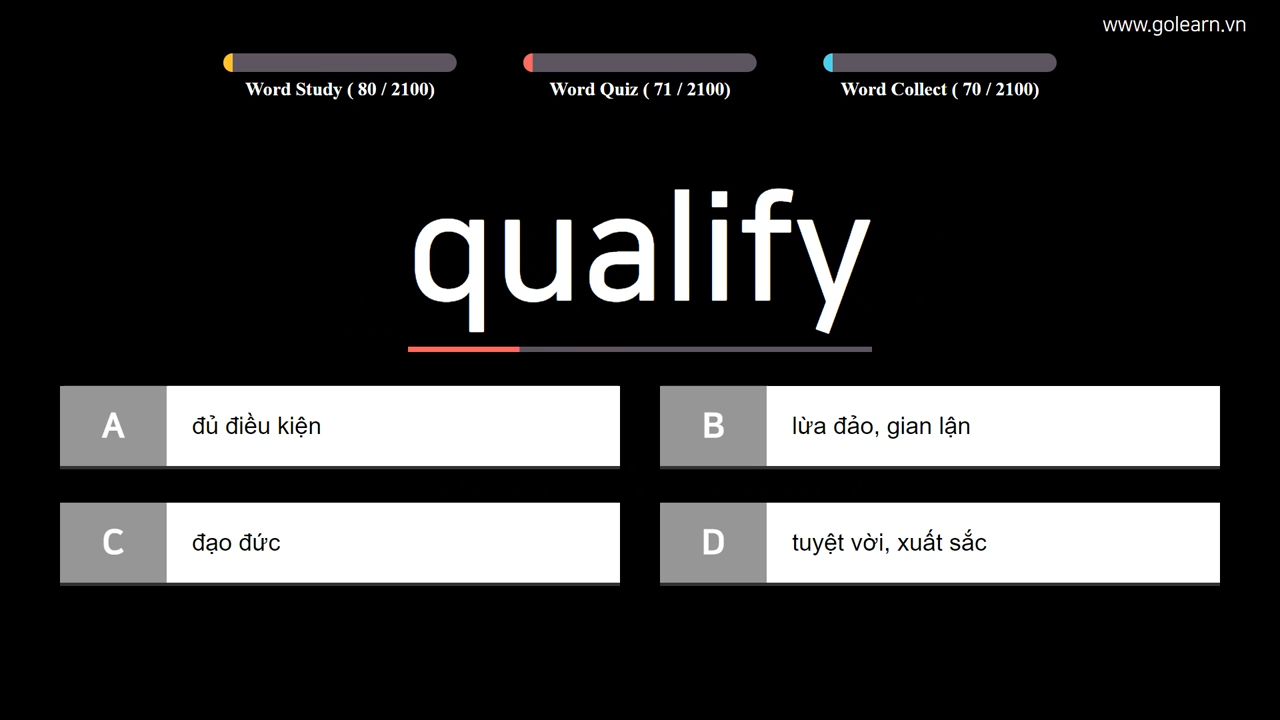 www.golearn.vn
Word Study ( 80 / 2100)
Word Quiz ( 71 / 2100)
Word Collect ( 70 / 2100)
qualify
A đủ điều kiện
B lừa đảo, gian lận
C đạo đức
D tuyệt vời, xuất sắc